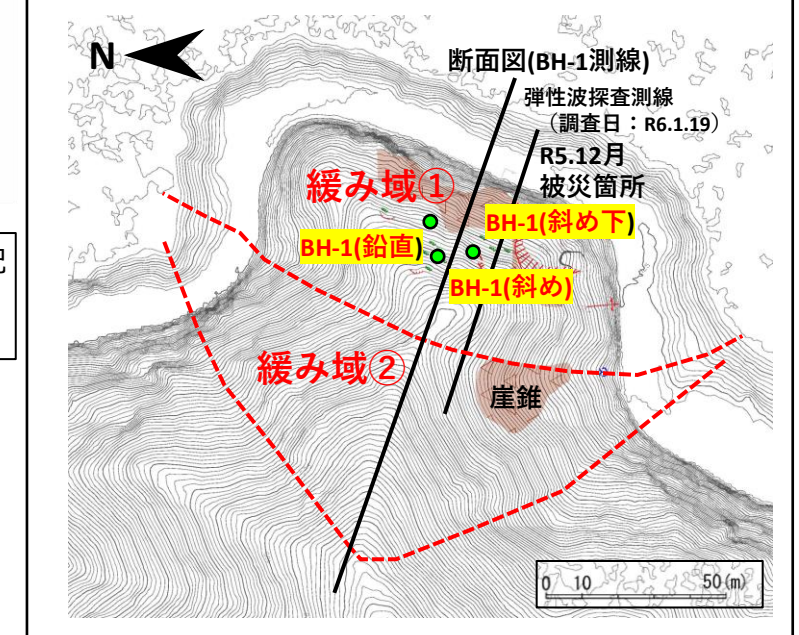 N
断面図(BH-1測線)
弾性波探査測線
(調査日:R6.1.19)
R5.12月
被災箇所
緩み域①
BH-1(斜め下)
BH-1(鉛直)
BH-1(斜め)
緩み域②
崖錐
0 10 50(m)